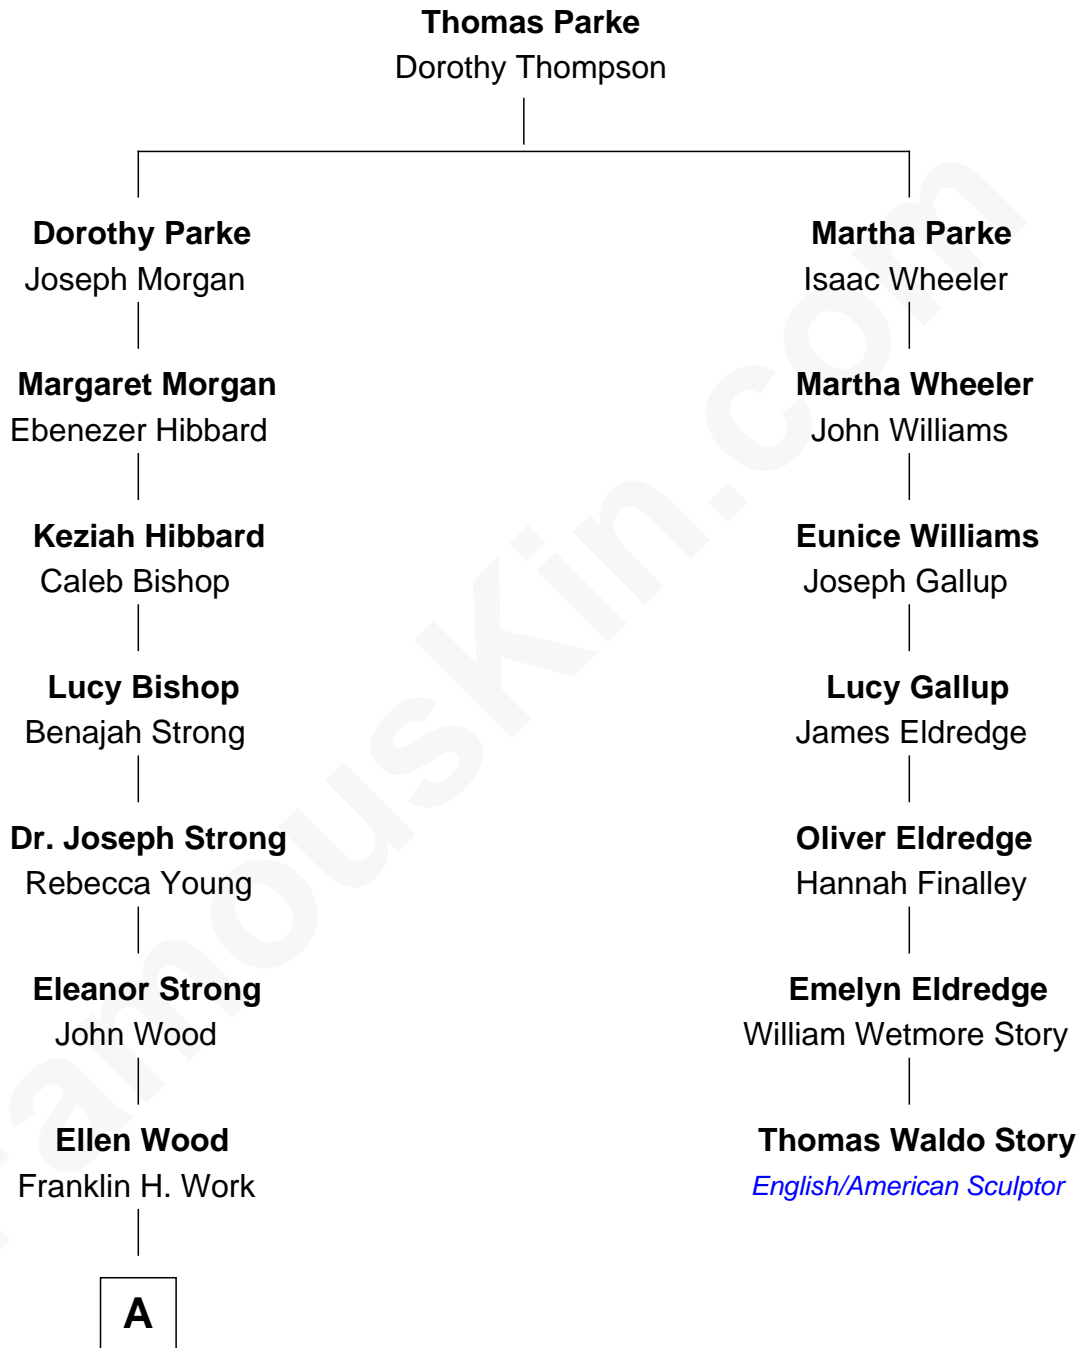 Thomas Parke
Dorothy Thompson
Dorothy Parke
Joseph Morgan
Martha Parke
Isaac Wheeler
Margaret Morgan
Ebenezer Hibbard
Martha Wheeler
John Williams
Keziah Hibbard
Caleb Bishop
Eunice Williams
Joseph Gallup
Lucy Bishop
Benajah Strong
Lucy Gallup
James Eldredge
Dr. Joseph Strong
Rebecca Young
Oliver Eldredge
Hannah Finalley
Eleanor Strong
John Wood
Emelyn Eldredge
William Wetmore Story
Ellen Wood
Franklin H. Work
Thomas Waldo Story
English/American Sculptor
A
FamousKin.com